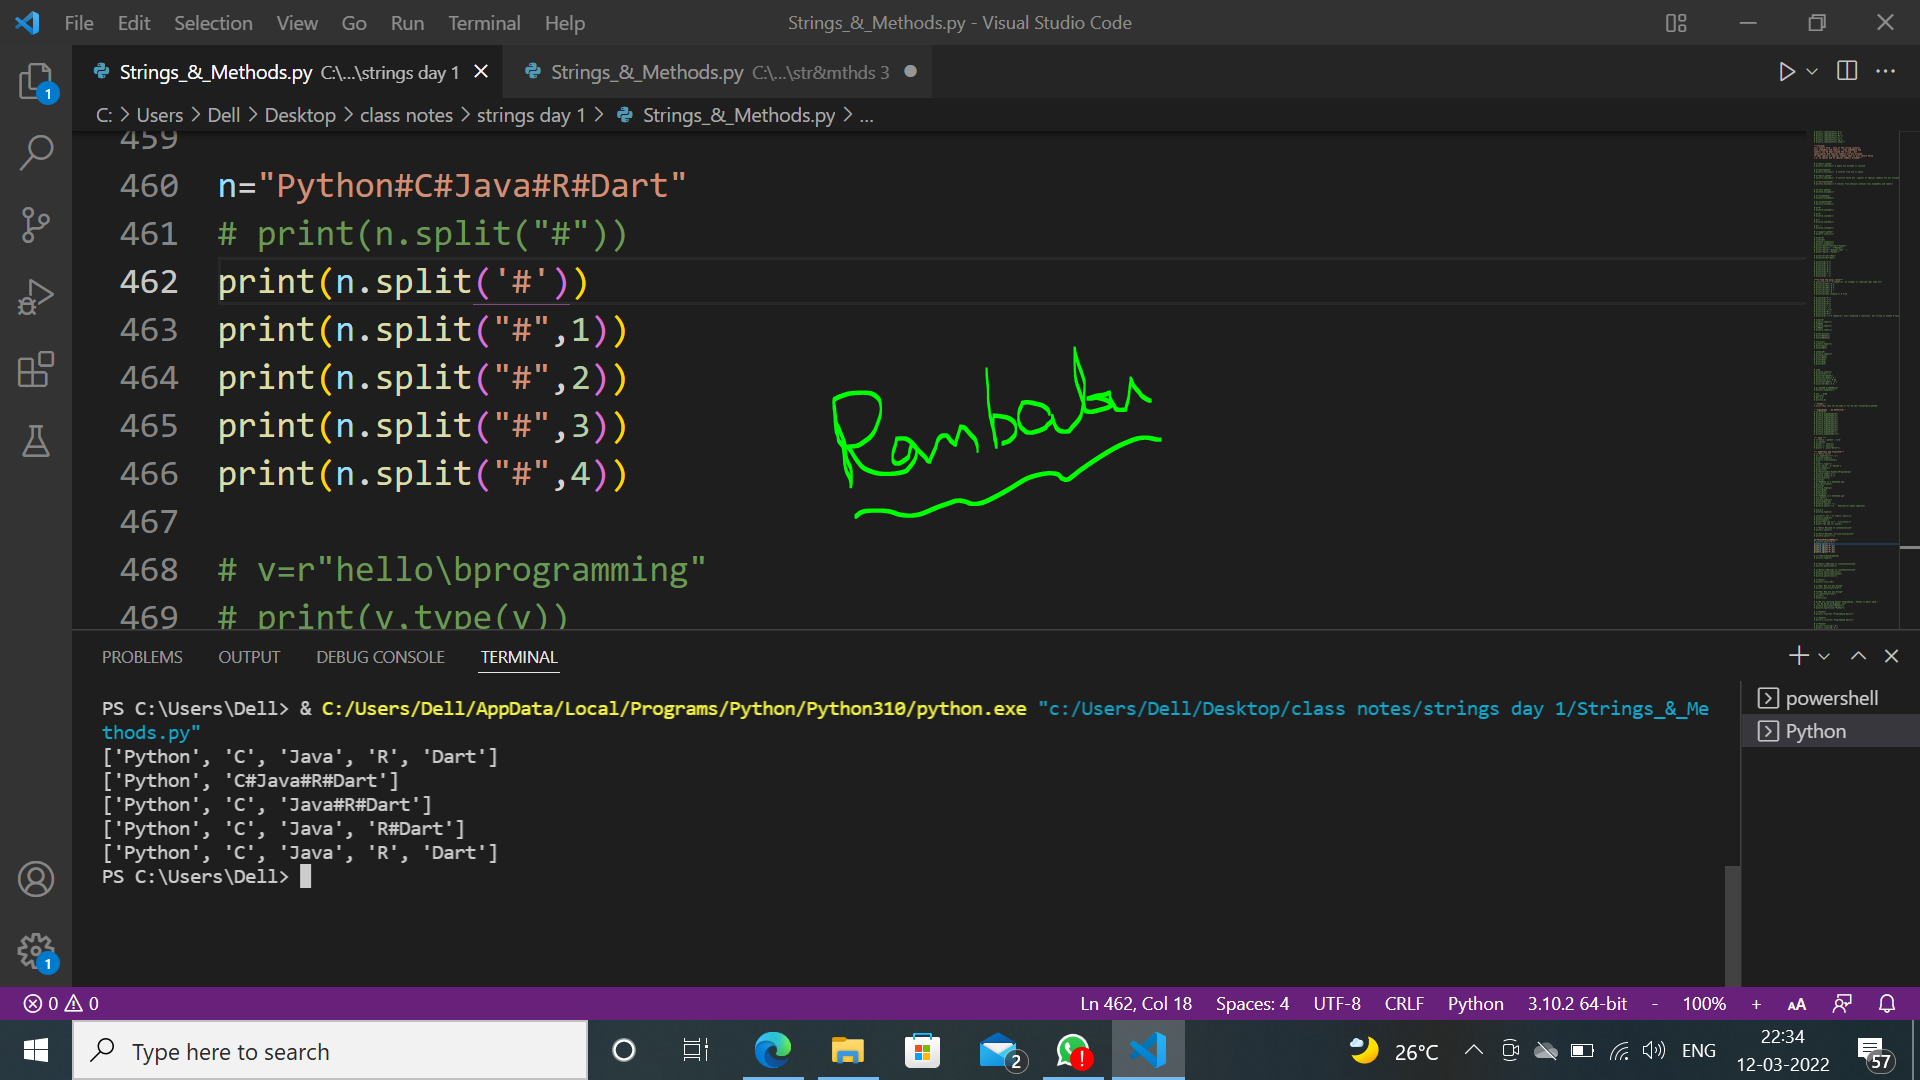 File Edit Selection View Go Run Terminal Help Strings_&_Methods.py - Visual Studio Code
Strings_&_Methods.py C:\...\strings day 1 Strings_&_Methods.py C:\...\str&mthds 3
C: > Users > Dell > Desktop > class notes > strings day 1 > Strings_&_Methods.py > ...
459
460 n="Python#C#Java#R#Dart"
461 # print(n.split("#"))
462 print(n.split('#'))
463 print(n.split("#",1))
464 print(n.split("#",2))
465 print(n.split("#",3))
466 print(n.split("#",4))
467
468 # v=r"hello\bprogramming"
469 # print(v,type(v))
Rambabu
PROBLEMS OUTPUT DEBUG CONSOLE TERMINAL
PS C:\Users\Dell> & C:/Users/Dell/AppData/Local/Programs/Python/Python310/python.exe "c:/Users/Dell/Desktop/class notes/strings day 1/Strings_&_Me
thods.py"
['Python', 'C', 'Java', 'R', 'Dart']
['Python', 'C#Java#R#Dart']
['Python', 'C', 'Java#R#Dart']
['Python', 'C', 'Java', 'R#Dart']
['Python', 'C', 'Java', 'R', 'Dart']
PS C:\Users\Dell>
powershell
Python
1
1
0 0 Ln 462, Col 18 Spaces: 4 UTF-8 CRLF Python 3.10.2 64-bit - 100% + AA
Type here to search 2 ! 26°C ENG 22:34
12-03-2022 57